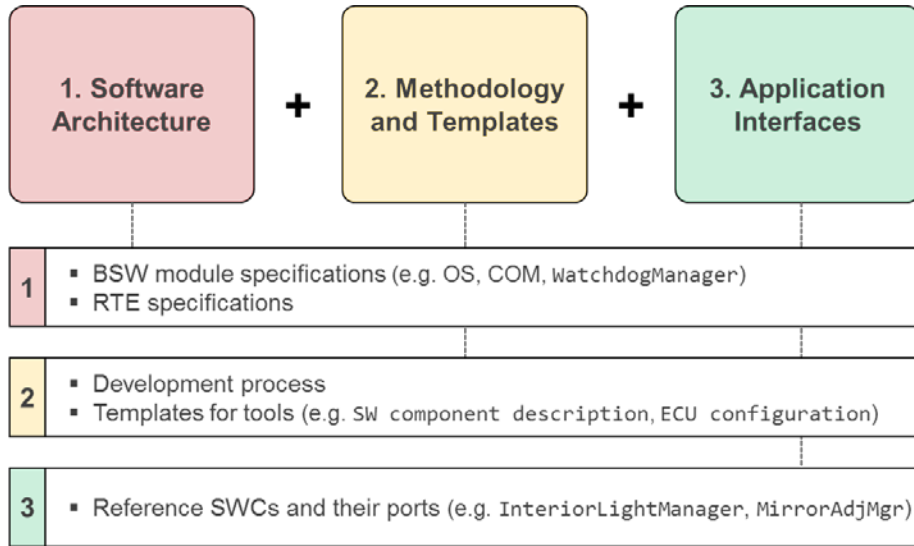 1. Software
Architecture
+
2. Methodology
and Templates
+
3. Application
Interfaces
1
▪ BSW module specifications (e.g. OS, COM, WatchdogManager)
▪ RTE specifications
2
▪ Development process
▪ Templates for tools (e.g. SW component description, ECU configuration)
3
▪ Reference SWCs and their ports (e.g. InteriorLightManager, MirrorAdjMgr)